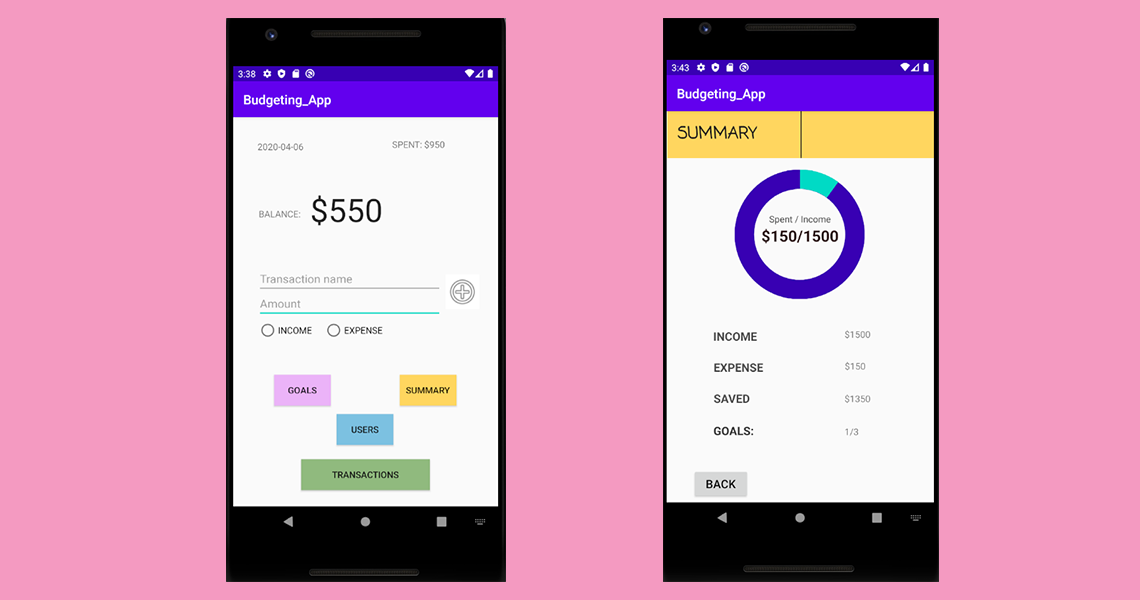 3:38
Budgeting_App
2020-04-06
SPENT: $950
BALANCE: $550
Transaction name
Amount
INCOME EXPENSE
GOALS
SUMMARY
USERS
TRANSACTIONS
3:43
Budgeting_App
SUMMARY
Spent / Income
$150/1500
INCOME $1500
EXPENSE $150
SAVED $1350
GOALS: 1/3
BACK